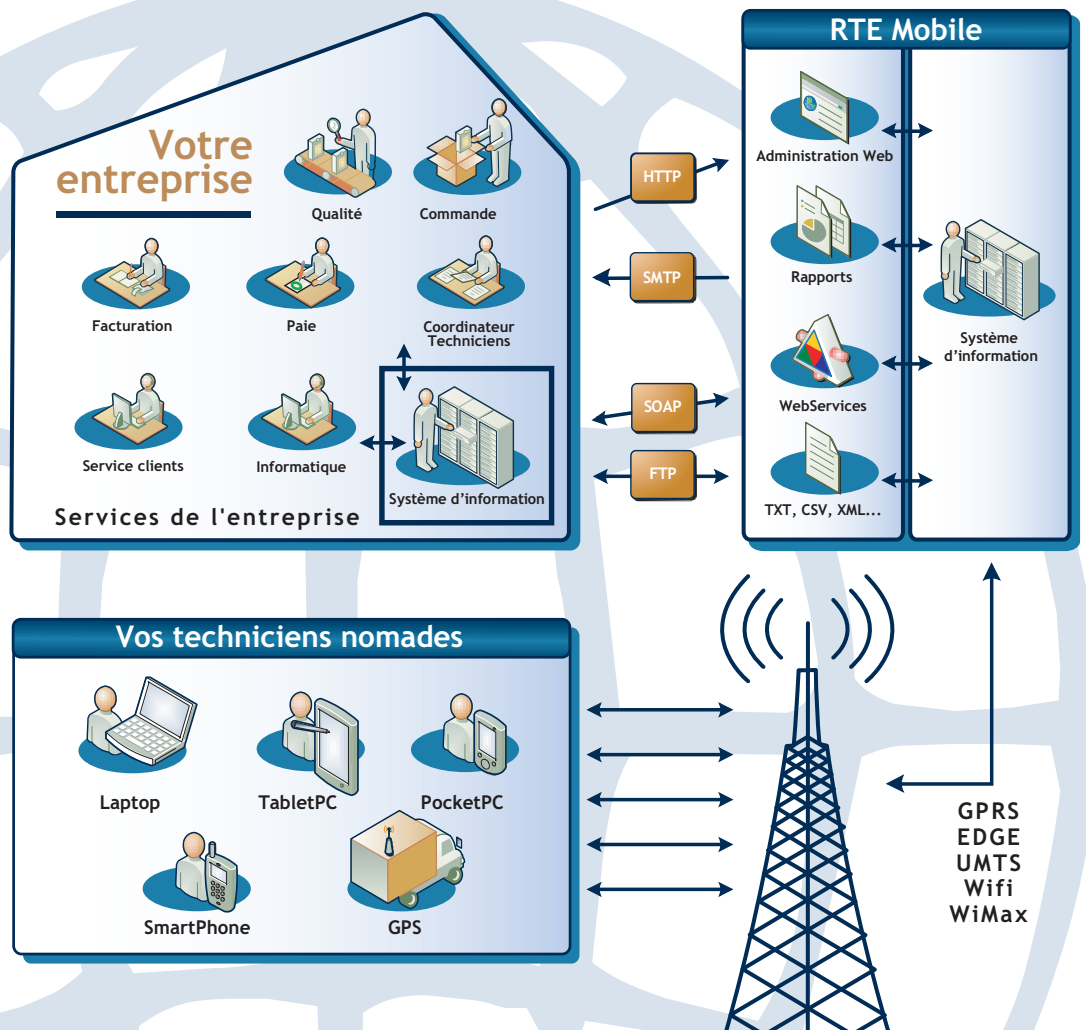 Votre
entreprise
Qualité
Commande
Facturation
Paie
Coordinateur
Techniciens
Service clients
Informatique
Système d'information
Services de l'entreprise
HTTP
SMTP
SOAP
FTP
RTE Mobile
Administration Web
Rapports
WebServices
TXT, CSV, XML...
Système
d'information
Vos techniciens nomades
Laptop
TabletPC
PocketPC
SmartPhone
GPS
GPRS
EDGE
UMTS
Wifi
WiMax